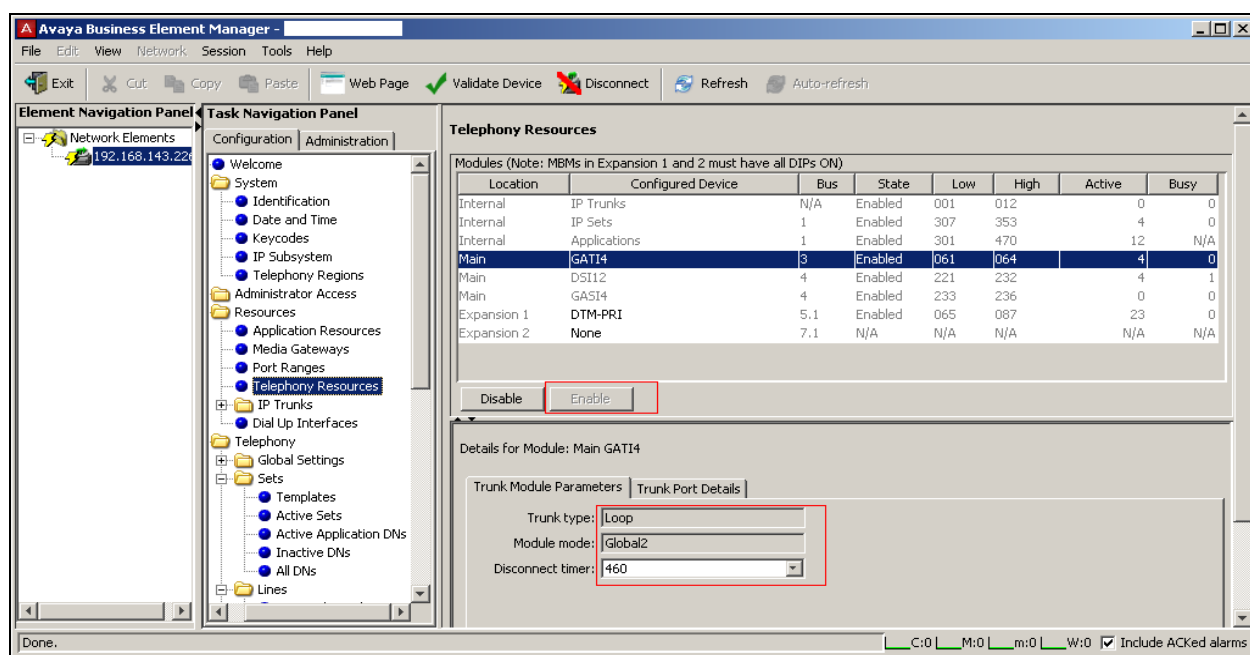 Avaya Business Element Manager -
File Edit View Network Session Tools Help
Exit Cut Copy Paste Web Page Validate Device Disconnect Refresh Auto-refresh
Element Navigation Panel
Network Elements
192.168.143.226
Task Navigation Panel
Configuration Administration
Welcome
System
Identification
Date and Time
Keycodes
IP Subsystem
Telephony Regions
Administrator Access
Resources
Application Resources
Media Gateways
Port Ranges
Telephony Resources
IP Trunks
Dial Up Interfaces
Telephony
Global Settings
Sets
Templates
Active Sets
Active Application DNs
Inactive DNs
All DNs
Lines
Telephony Resources
Modules (Note: MBMs in Expansion 1 and 2 must have all DIPs ON)
Location Configured Device Bus State Low High Active Busy
Internal IP Trunks N/A Enabled 001 012 0 0
Internal IP Sets 1 Enabled 307 353 4 0
Internal Applications 1 Enabled 301 470 12 N/A
Main GATI4 3 Enabled 061 064 4 0
Main DSI12 4 Enabled 221 232 4 1
Main GASI4 4 Enabled 233 236 0 0
Expansion 1 DTM-PRI 5.1 Enabled 065 087 23 0
Expansion 2 None 7.1 N/A N/A N/A N/A N/A
Disable Enable
Details for Module: Main GATI4
Trunk Module Parameters Trunk Port Details
Trunk type: Loop
Module mode: Global2
Disconnect timer: 460
Done.
C:0 M:0 m:0 W:0 Include ACKed alarms